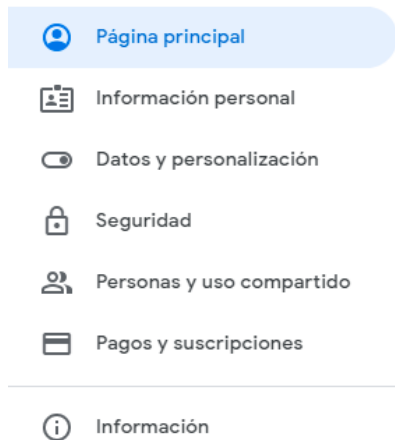 Página principal
Información personal
Datos y personalización
Seguridad
Personas y uso compartido
Pagos y suscripciones
Información